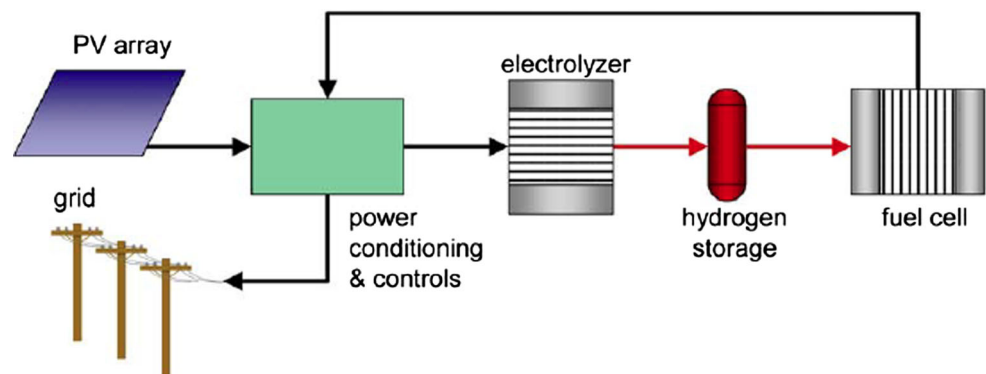 PV array
electrolyzer
grid
power
conditioning
& controls
hydrogen
storage
fuel cell